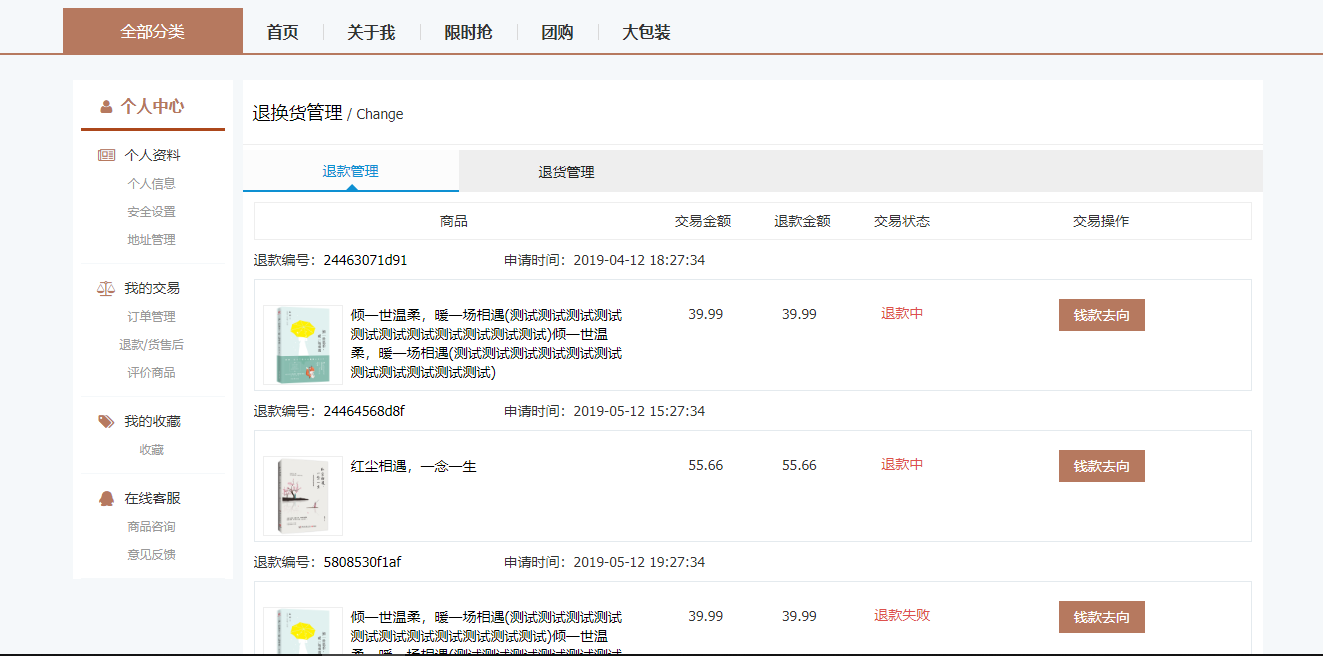 全部分类 首页 关于我 限时抢 团购 大包装
个人中心
个人资料
个人信息
安全设置
地址管理
我的交易
订单管理
退款/货售后
评价商品
我的收藏
收藏
在线客服
商品咨询
意见反馈
退换货管理 / Change
退款管理 退货管理
商品 交易金额 退款金额 交易状态 交易操作
退款编号：24463071d91 申请时间：2019-04-12 18:27:34
倾一世温柔，暖一场相遇(测试测试测试测试 39.99 39.99 退款中 钱款去向
测试测试测试测试测试测试测试)倾一世温
柔，暖一场相遇(测试测试测试测试测试测试
测试测试测试测试测试)
退款编号：24464568d8f 申请时间：2019-05-12 15:27:34
红尘相遇，一念一生 55.66 55.66 退款中 钱款去向
退款编号：5808530f1af 申请时间：2019-05-12 19:27:34
倾一世温柔，暖一场相遇(测试测试测试测试 39.99 39.99 退款失败 钱款去向
测试测试测试测试测试测试测试)倾一世温
柔，暖一场相遇(测试测试测试测试测试测试